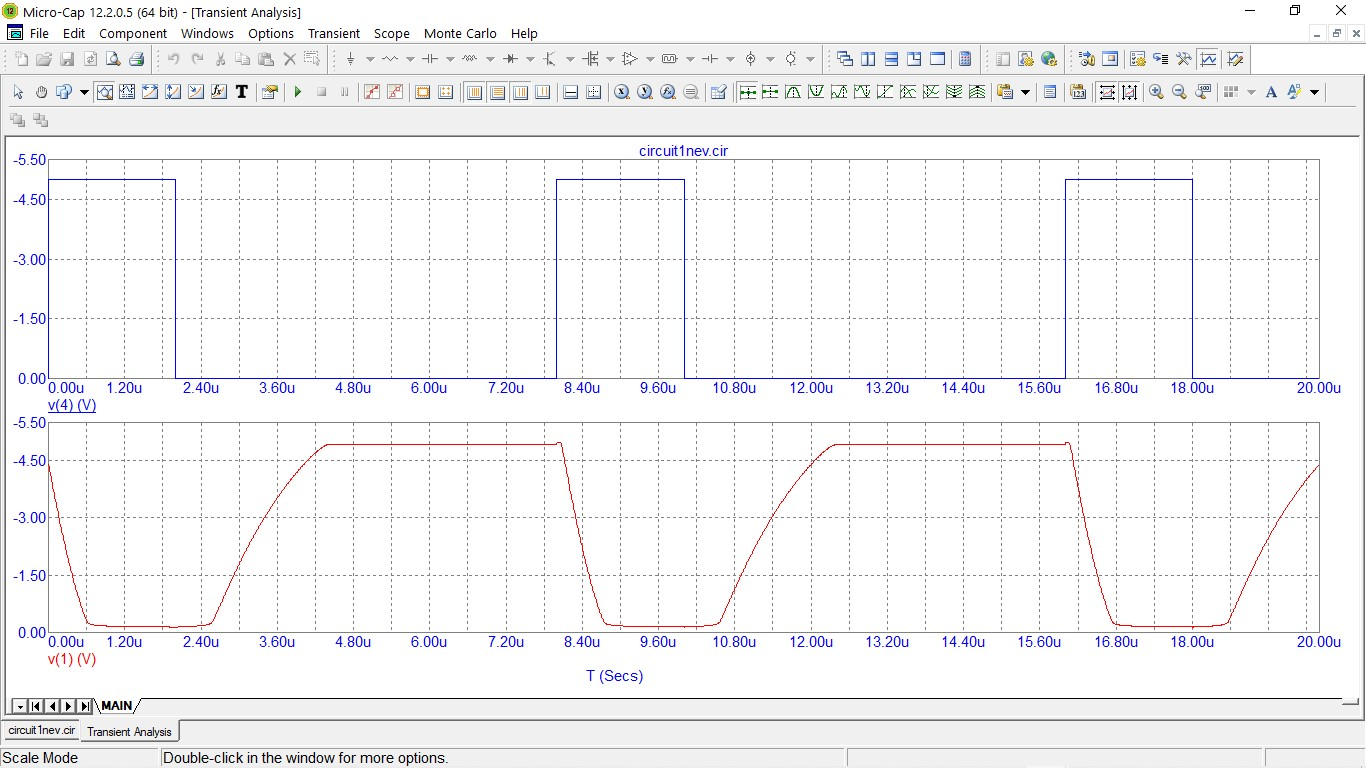 Micro-Cap 12.2.0.5 (64 bit) - [Transient Analysis]
File Edit Component Windows Options Transient Scope Monte Carlo Help
circuit1nev.cir
-5.50
-4.50
-3.00
-1.50
0.00
0.00u 1.20u 2.40u 3.60u 4.80u 6.00u 7.20u 8.40u 9.60u 10.80u 12.00u 13.20u 14.40u 15.60u 16.80u 18.00u 20.00u
v(4) (V)
-5.50
-4.50
-3.00
-1.50
0.00
0.00u 1.20u 2.40u 3.60u 4.80u 6.00u 7.20u 8.40u 9.60u 10.80u 12.00u 13.20u 14.40u 15.60u 16.80u 18.00u 20.00u
v(1) (V)
T (Secs)
MAIN
circuit1nev.cir Transient Analysis
Scale Mode Double-click in the window for more options.